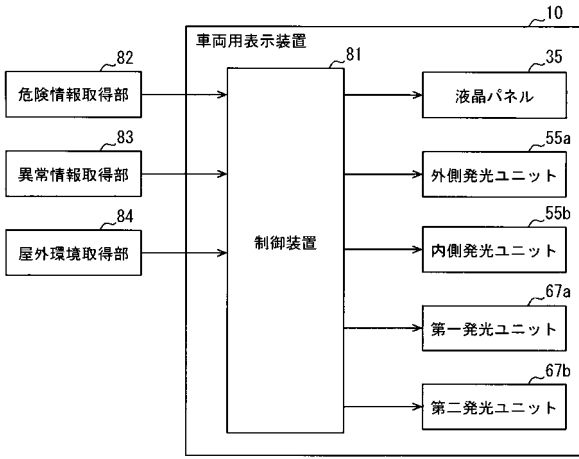 10
車両用表示装置
82
危険情報取得部
83
異常情報取得部
84
屋外環境取得部
81
制御装置
35
液晶パネル
55a
外側発光ユニット
55b
内側発光ユニット
67a
第一発光ユニット
67b
第二発光ユニット